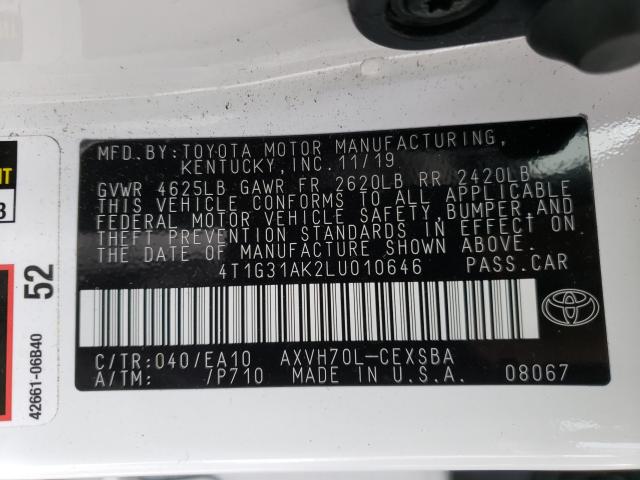 MFD.BY:TOYOTA MOTOR MANUFACTURING,
KENTUCKY, INC.11/19
GVWR 4625LB GAWR FR 2620LB RR 2420LB
THIS VEHICLE CONFORMS TO ALL APPLICABLE
FEDERAL MOTOR VEHICLE SAFETY,BUMPER,AND
THEFT PREVENTION STANDARDS IN EFFECT ON
THE DATE OF MANUFACTURE SHOWN ABOVE.
4T1G31AK2LU010646 PASS.CAR
C/TR:040/EA10 AXVH70L-CEXSBA
A/TM: /P710 MADE IN U.S.A. 08067
52
42661-06B40